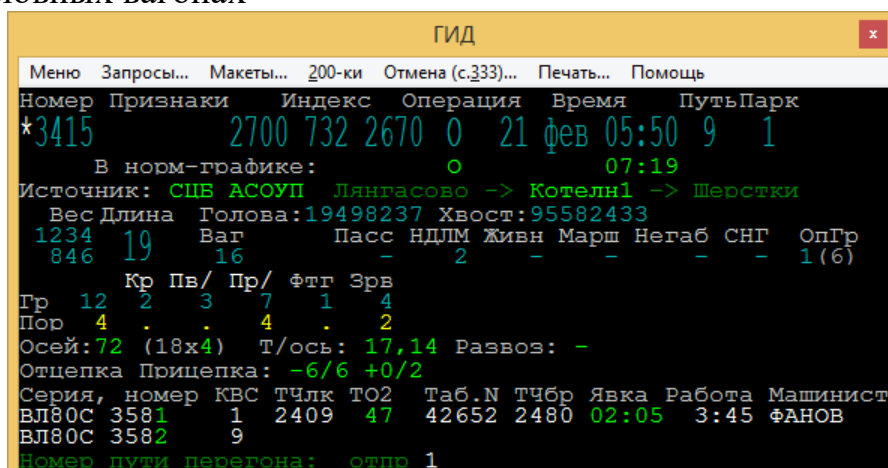 ГИД
Меню Запросы... Макеты... 200-ки Отмена (с.333)... Печать... Помощь
Номер Признаки Индекс Операция Время ПутьПарк
*3415 2700 732 2670 О 21 фев 05:50 9 1
В норм-графике: О 07:19
Источник: СЦБ АСОУП Лянгасово -> Котелн1 -> Шерстки
Вес Длина Голова:19498237 Хвост:95582433
1234 19 Ваг Пасс НДЛМ Живн Марш Негаб СНГ ОпГр
846 16 - 2 - - - - 1(6)
Кр Пв/ Пр/ Фтг Зрв
Гр 12 2 3 7 1 4
Пор 4 . . 4 . 2
Осей:72 (18х4) Т/ось: 17,14 Развоз: -
Отцепка Прицепка: -6/6 +0/2
Серия, номер КВС ТЧлк ТО2 Таб.N ТЧбр Явка Работа Машинист
ВЛ80С 3581 1 2409 47 42652 2480 02:05 3:45 ФАНОВ
ВЛ80С 3582 9
Номер пути перегона: отпр 1